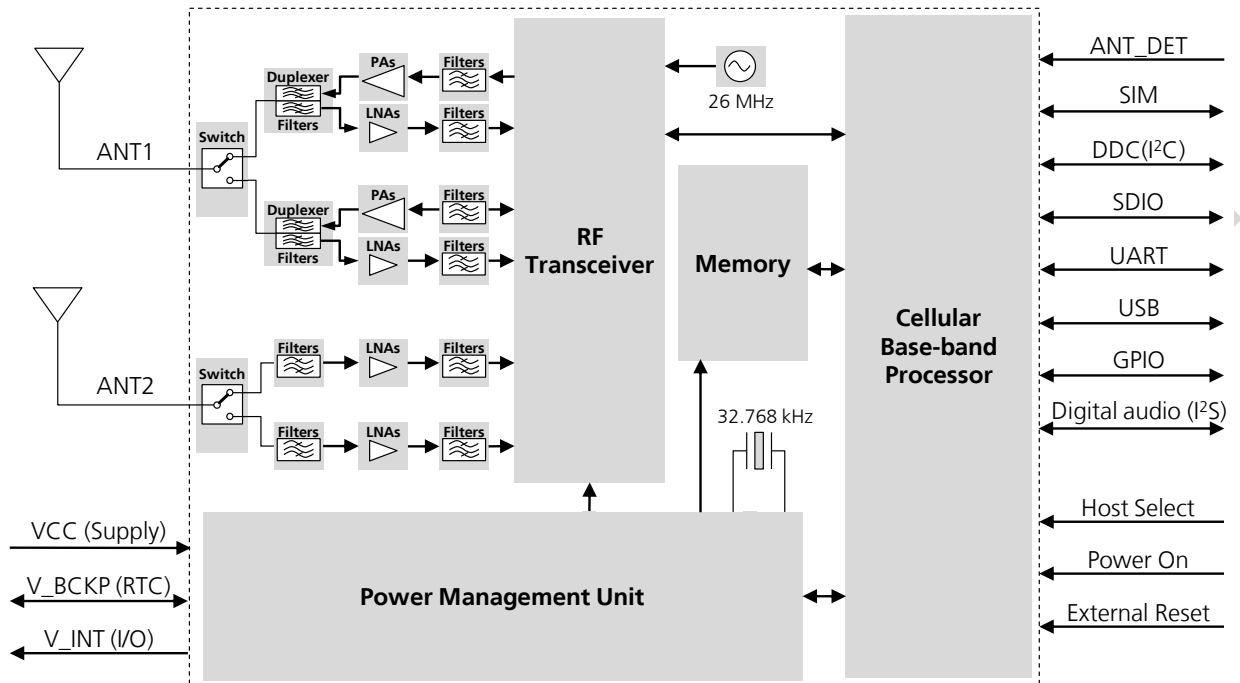 ANT1
Switch
Duplexer
Filters
PAs
Filters
LNAs
Filters
Duplexer
Filters
PAs
Filters
LNAs
Filters
ANT2
Switch
Filters
LNAs
Filters
Filters
LNAs
Filters
RF
Transceiver
26 MHz
Memory
32.768 kHz
Cellular
Base-band
Processor
Power Management Unit
VCC (Supply)
V_BCKP (RTC)
V_INT (I/O)
ANT_DET
SIM
DDC(I²C)
SDIO
UART
USB
GPIO
Digital audio (I²S)
Host Select
Power On
External Reset